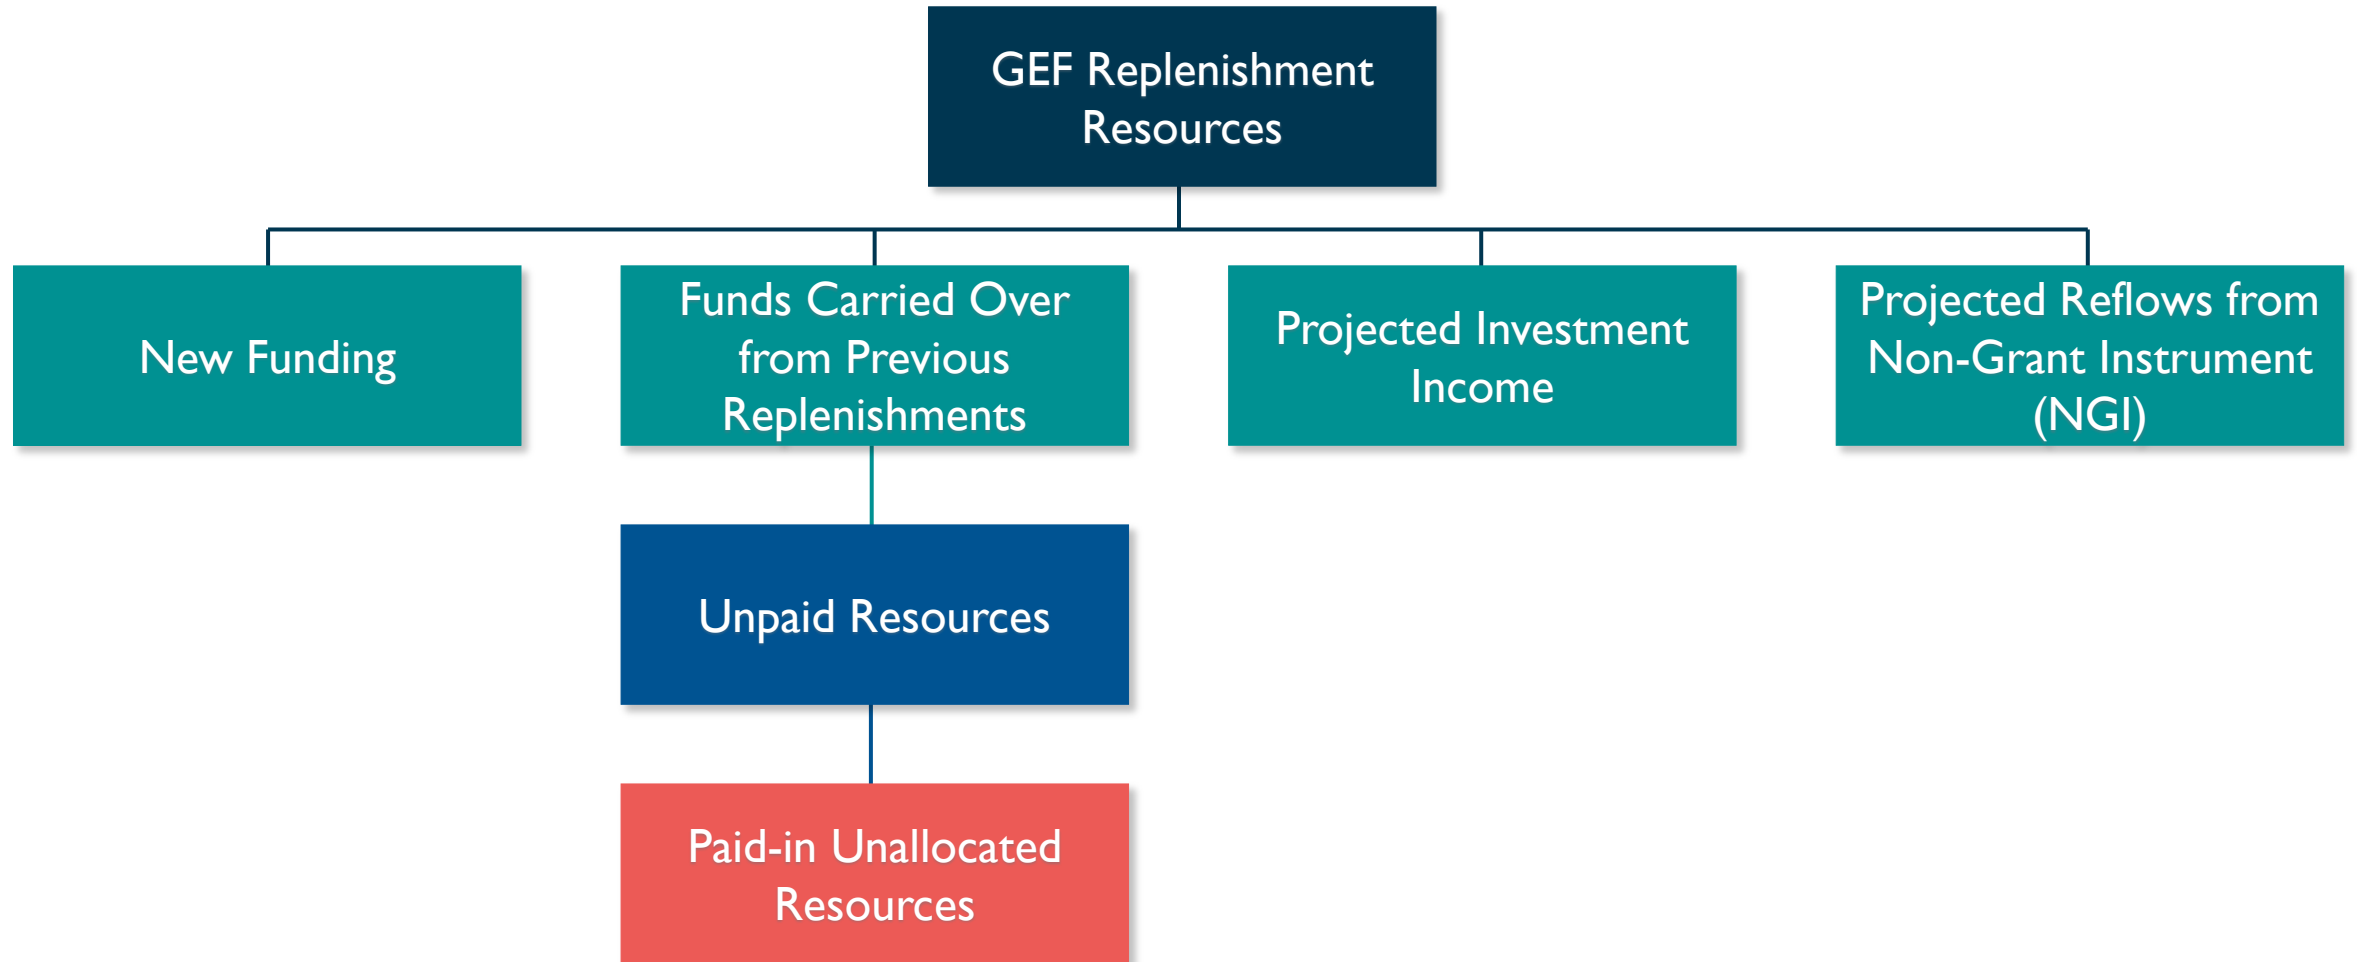 GEF Replenishment
Resources
New Funding
Funds Carried Over
from Previous
Replenishments
Projected Investment
Income
Projected Reflows from
Non-Grant Instrument
(NGI)
Unpaid Resources
Paid-in Unallocated
Resources